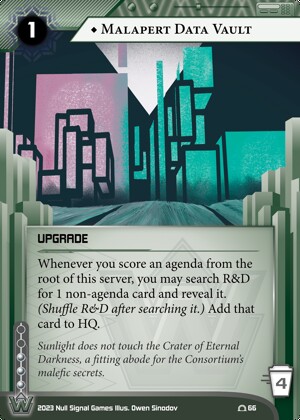 1
♦ Malapert Data Vault
UPGRADE
Whenever you score an agenda from the
root of this server, you may search R&D
for 1 non-agenda card and reveal it.
(Shuffle R&D after searching it.) Add that
card to HQ.
Sunlight does not touch the Crater of Eternal
Darkness, a fitting abode for the Consortium's
malefic secrets.
4
2023 Null Signal Games Illus. Owen Sinodov
66